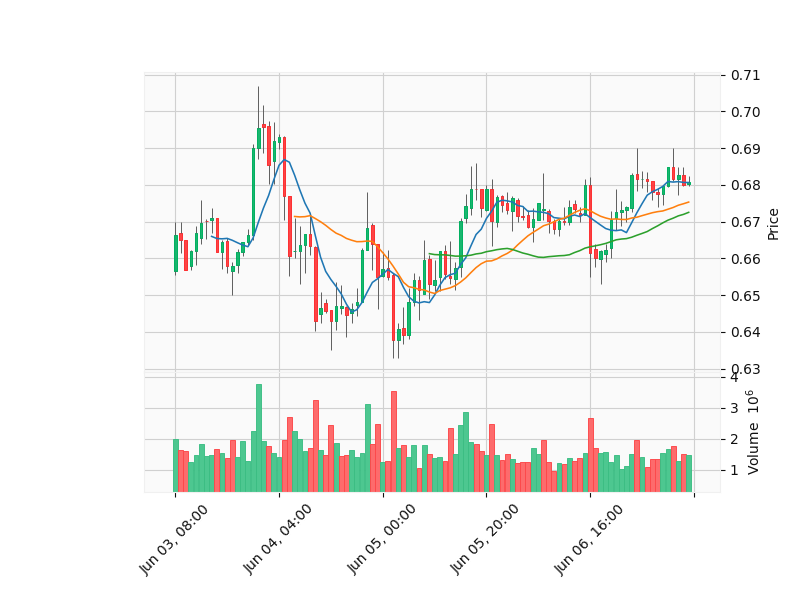 0.71
0.70
0.69
0.68
0.67
0.66
0.65
0.64
0.63
Price
4
3
2
1
Volume 10⁶
Jun 03, 08:00
Jun 04, 04:00
Jun 05, 00:00
Jun 05, 20:00
Jun 06, 16:00